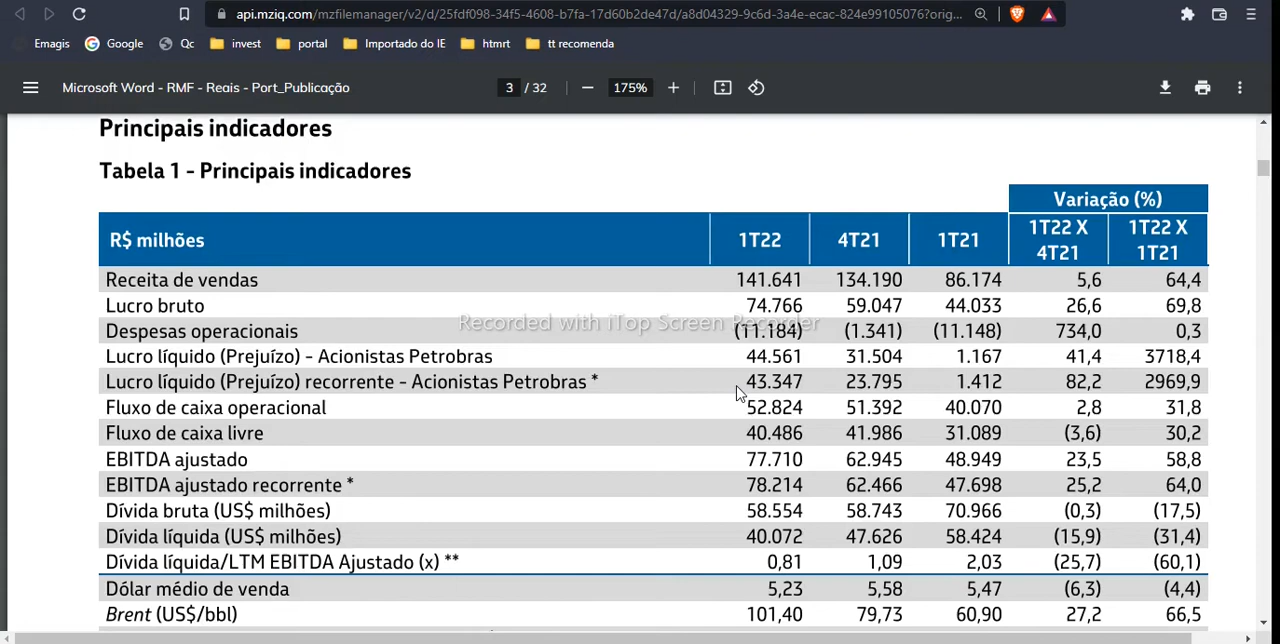 api.mziq.com/mzfilemanager/v2/d/25fdf098-34f5-4608-b7fa-17d60b2de47d/a8d04329-9c6d-3a4e-ecac-824e99105076?orig...
Emagis Google Qc invest portal Importado do IE htmrt tt recomenda
Microsoft Word - RMF - Reais - Port_Publicação 3 / 32 175%
Principais indicadores
Tabela 1 - Principais indicadores
Variação (%)
R$ milhões 1T22 4T21 1T21 1T22 X 4T21 1T22 X 1T21
Receita de vendas 141.641 134.190 86.174 5,6 64,4
Lucro bruto 74.766 59.047 44.033 26,6 69,8
Recorded with iTop Screen Recorder
Despesas operacionais (11.184) (1.341) (11.148) 734,0 0,3
Lucro líquido (Prejuízo) - Acionistas Petrobras 44.561 31.504 1.167 41,4 3718,4
Lucro líquido (Prejuízo) recorrente - Acionistas Petrobras * 43.347 23.795 1.412 82,2 2969,9
Fluxo de caixa operacional 52.824 51.392 40.070 2,8 31,8
Fluxo de caixa livre 40.486 41.986 31.089 (3,6) 30,2
EBITDA ajustado 77.710 62.945 48.949 23,5 58,8
EBITDA ajustado recorrente * 78.214 62.466 47.698 25,2 64,0
Dívida bruta (US$ milhões) 58.554 58.743 70.966 (0,3) (17,5)
Dívida líquida (US$ milhões) 40.072 47.626 58.424 (15,9) (31,4)
Dívida líquida/LTM EBITDA Ajustado (x) ** 0,81 1,09 2,03 (25,7) (60,1)
Dólar médio de venda 5,23 5,58 5,47 (6,3) (4,4)
Brent (US$/bbl) 101,40 79,73 60,90 27,2 66,5